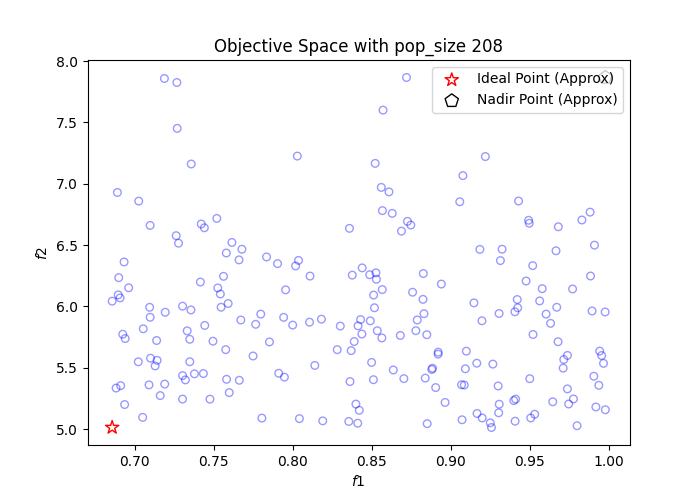 Objective Space with pop_size 208
8.0
7.5
7.0
6.5
6.0
5.5
5.0
f2
Ideal Point (Approx)
Nadir Point (Approx)
0.70 0.75 0.80 0.85 0.90 0.95 1.00
f1